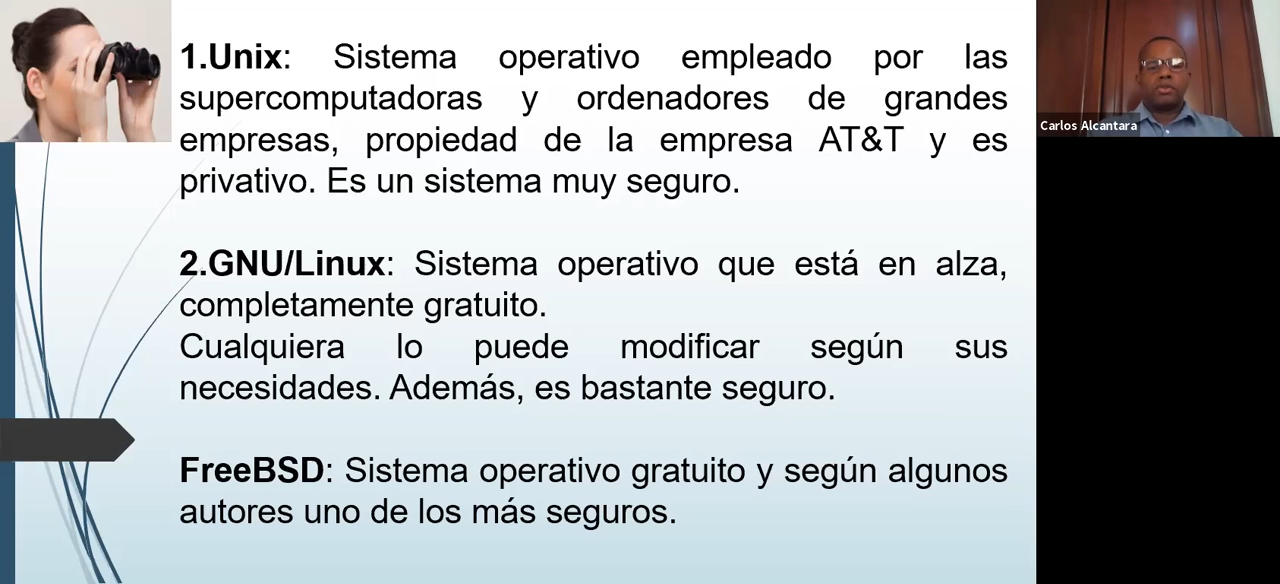 1.Unix: Sistema operativo empleado por las
supercomputadoras y ordenadores de grandes
empresas, propiedad de la empresa AT&T y es
privativo. Es un sistema muy seguro.
2.GNU/Linux: Sistema operativo que está en alza,
completamente gratuito.
Cualquiera lo puede modificar según sus
necesidades. Además, es bastante seguro.
FreeBSD: Sistema operativo gratuito y según algunos
autores uno de los más seguros.
Carlos Alcantara